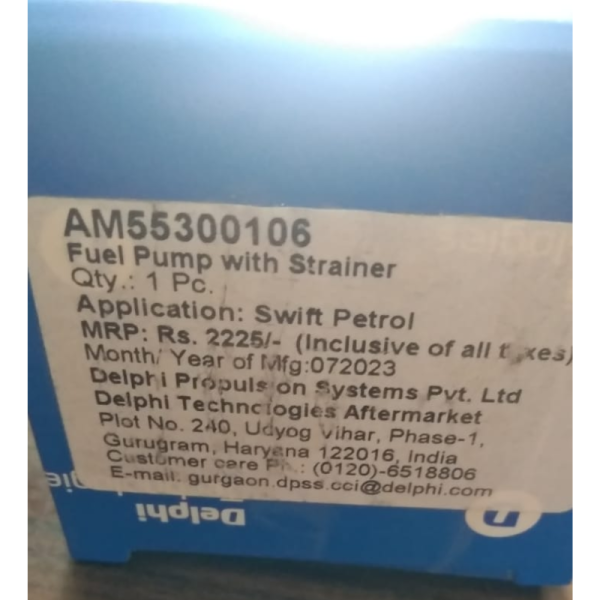 AM55300106
Fuel Pump with Strainer
Qty.: 1 Pc.
Application: Swift Petrol
MRP: Rs. 2225/- (Inclusive of all taxes)
Month/ Year of Mfg:072023
Delphi Propulsion Systems Pvt. Ltd
Delphi Technologies Aftermarket
Plot No. 240, Udyog Vihar, Phase-1,
Gurugram, Haryana 122016, India
Customer care Ph.: (0120)-6518806
E-mail: gurgaon.dpss.cci@delphi.com
Delphi